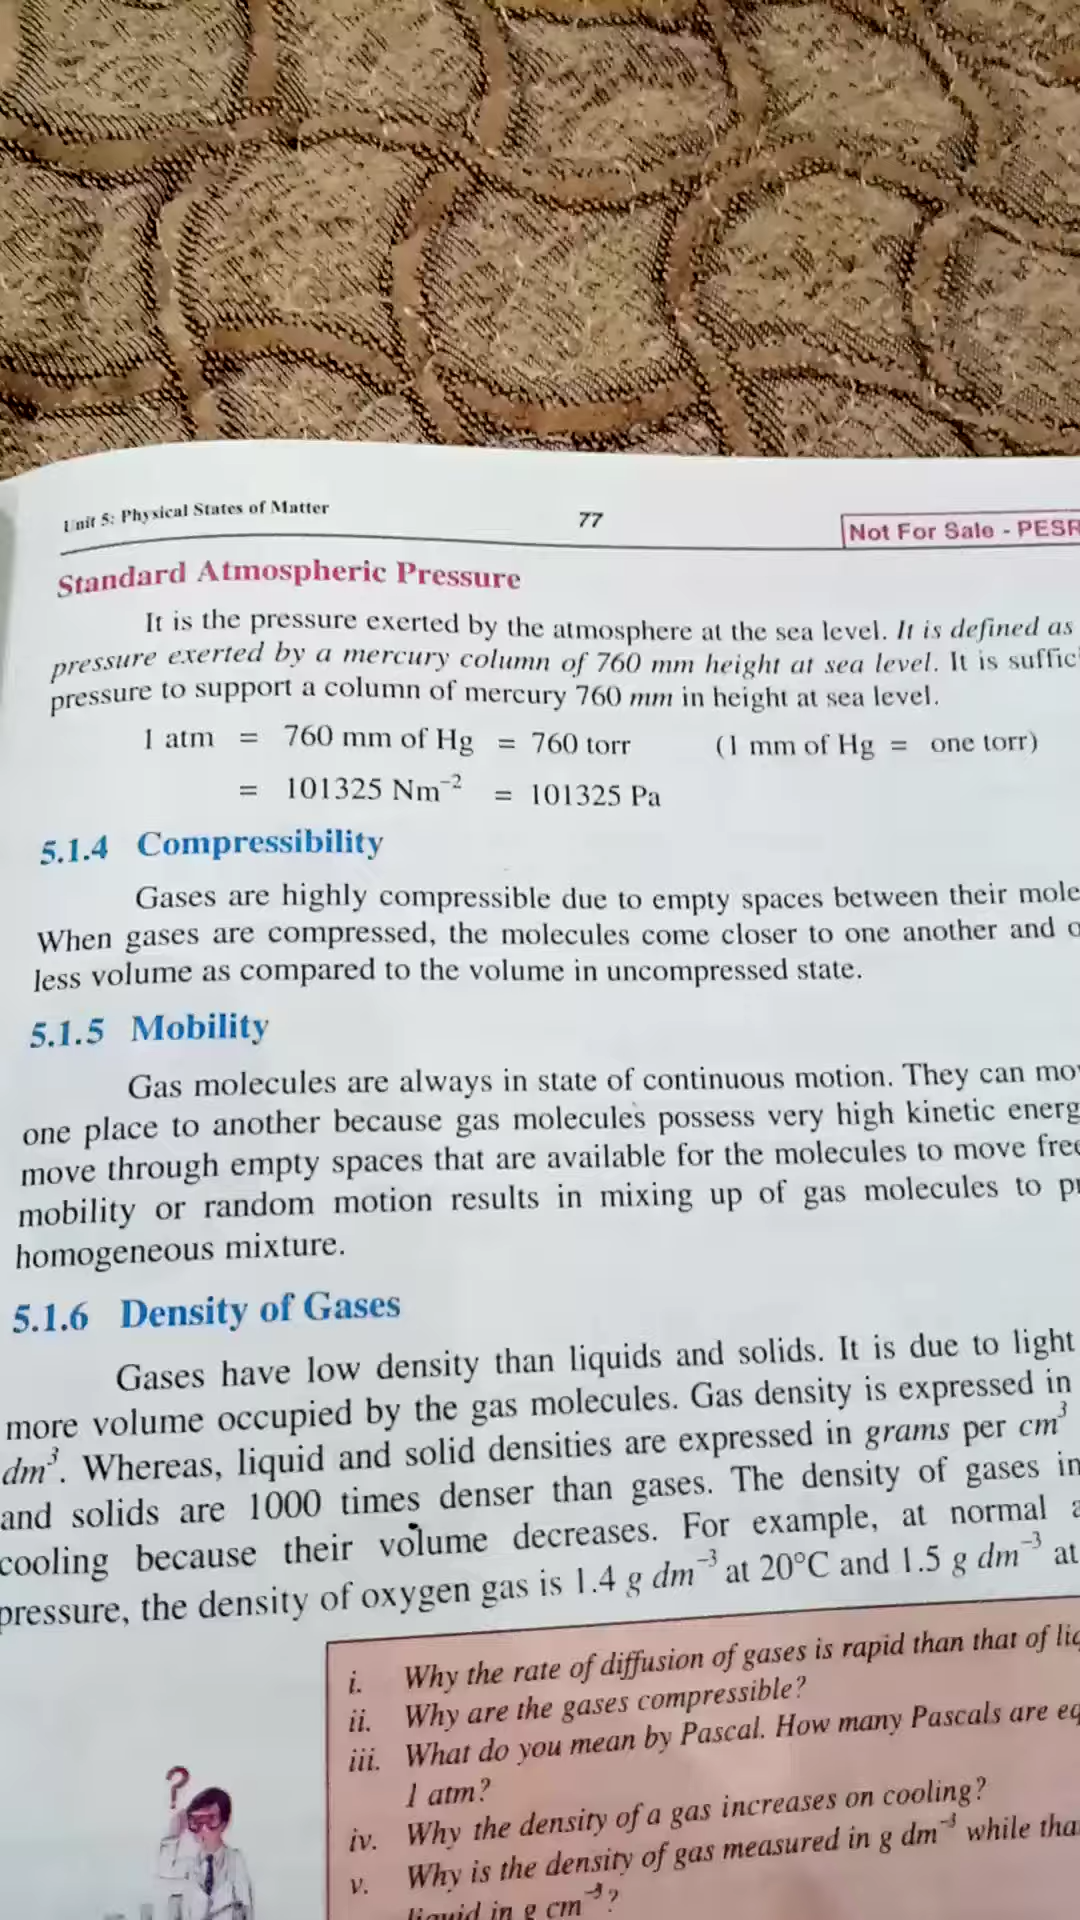 Unit 5: Physical States of Matter 77 Not For Sale - PESR
Standard Atmospheric Pressure
It is the pressure exerted by the atmosphere at the sea level. It is defined as
pressure exerted by a mercury column of 760 mm height at sea level. It is suffic
pressure to support a column of mercury 760 mm in height at sea level.
1 atm = 760 mm of Hg = 760 torr (1 mm of Hg = one torr)
= 101325 Nm⁻² = 101325 Pa
5.1.4 Compressibility
Gases are highly compressible due to empty spaces between their mole
When gases are compressed, the molecules come closer to one another and o
less volume as compared to the volume in uncompressed state.
5.1.5 Mobility
Gas molecules are always in state of continuous motion. They can mo
one place to another because gas molecules possess very high kinetic energ
move through empty spaces that are available for the molecules to move free
mobility or random motion results in mixing up of gas molecules to pr
homogeneous mixture.
5.1.6 Density of Gases
Gases have low density than liquids and solids. It is due to light
more volume occupied by the gas molecules. Gas density is expressed in
dm³. Whereas, liquid and solid densities are expressed in grams per cm³
and solids are 1000 times denser than gases. The density of gases in
cooling because their volume decreases. For example, at normal a
pressure, the density of oxygen gas is 1.4 g dm⁻³ at 20°C and 1.5 g dm⁻³ at
i. Why the rate of diffusion of gases is rapid than that of liq
ii. Why are the gases compressible?
iii. What do you mean by Pascal. How many Pascals are eq
1 atm?
iv. Why the density of a gas increases on cooling?
v. Why is the density of gas measured in g dm⁻³ while tha
liquid in g cm⁻³?
?